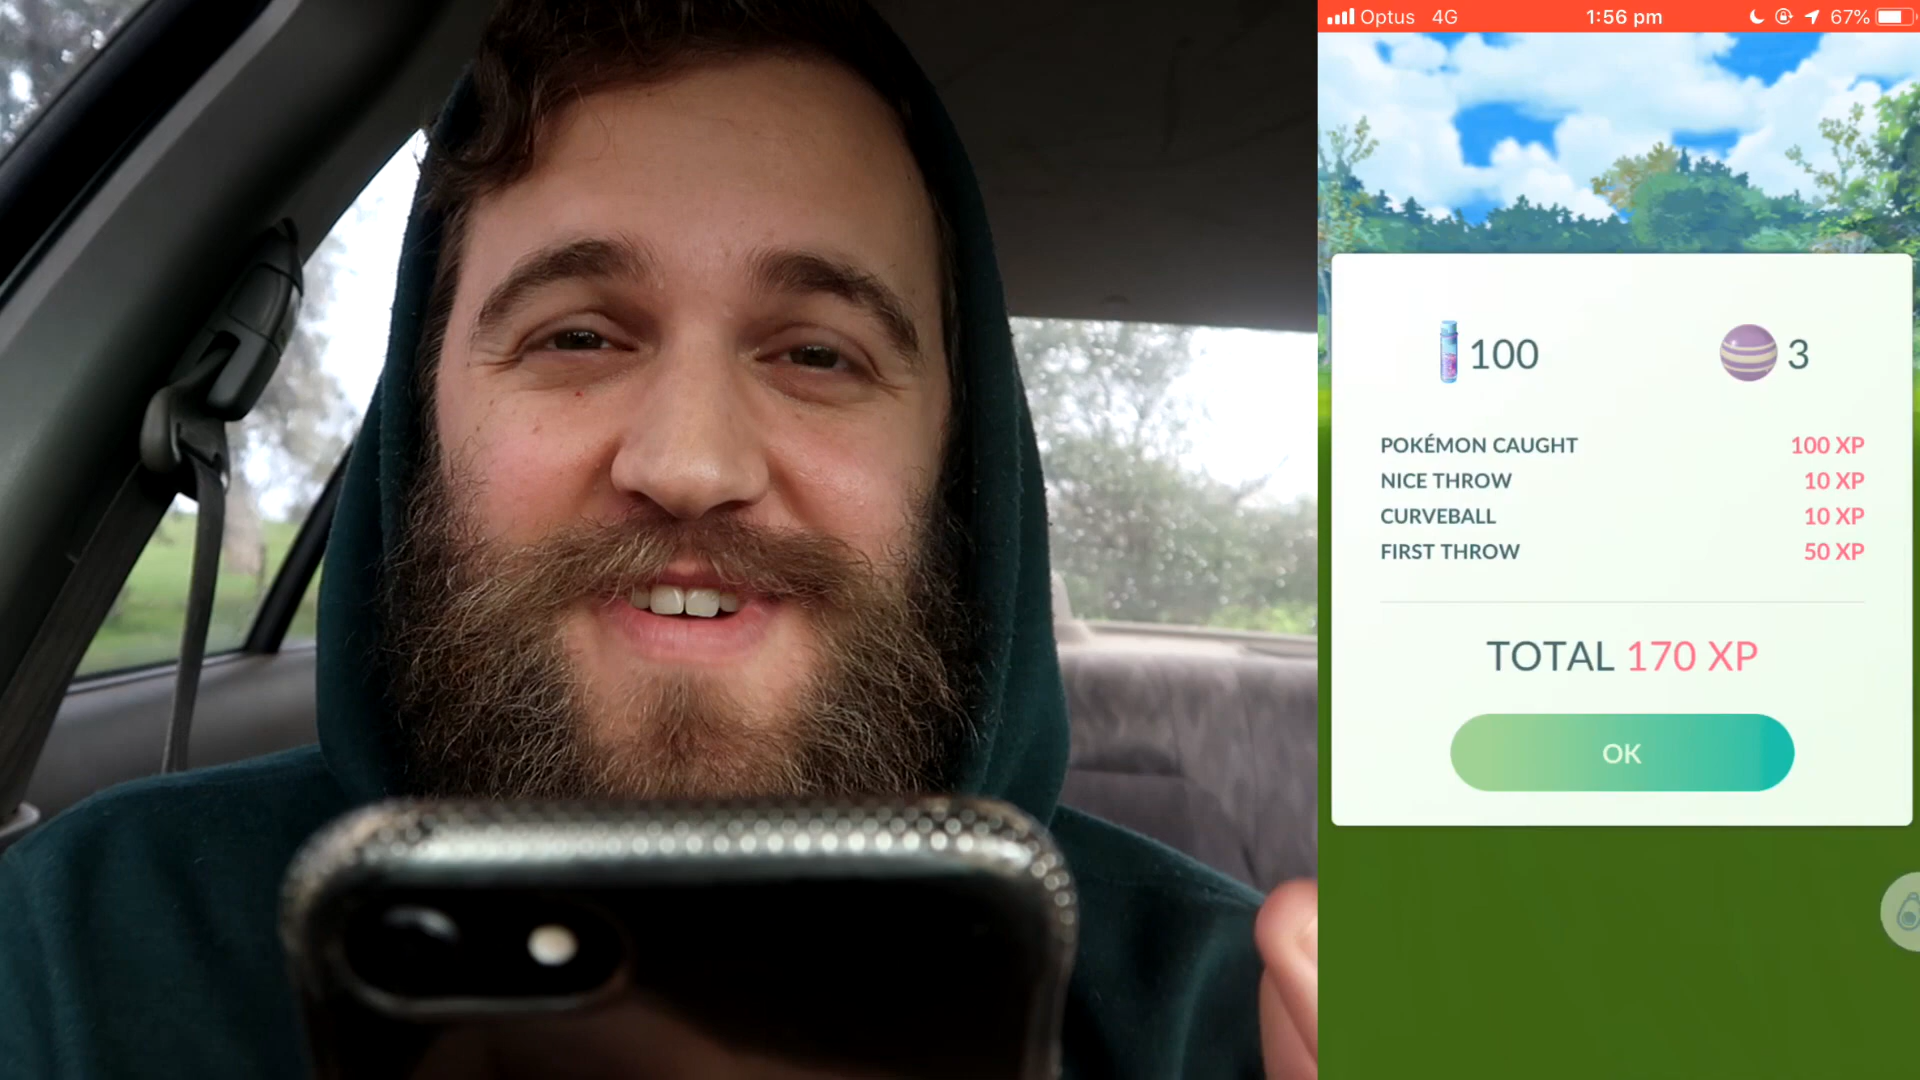 Optus 4G 1:56 pm 67%
100 3
POKÉMON CAUGHT 100 XP
NICE THROW 10 XP
CURVEBALL 10 XP
FIRST THROW 50 XP
TOTAL 170 XP
OK